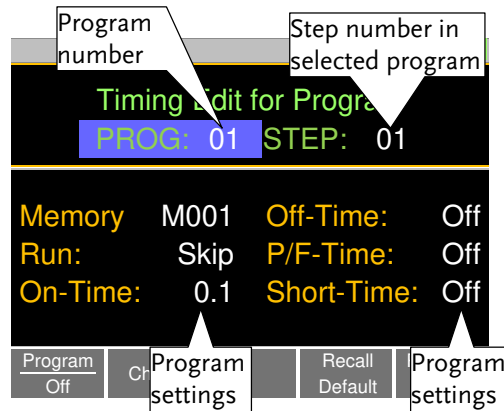 Program number
Step number in selected program
Timing Edit for Progra
PROG: 01 STEP: 01
Memory M001 Off-Time: Off
Run: Skip P/F-Time: Off
On-Time: 0.1 Short-Time: Off
Program Off
Ch
Program settings
Recall Default
Program settings